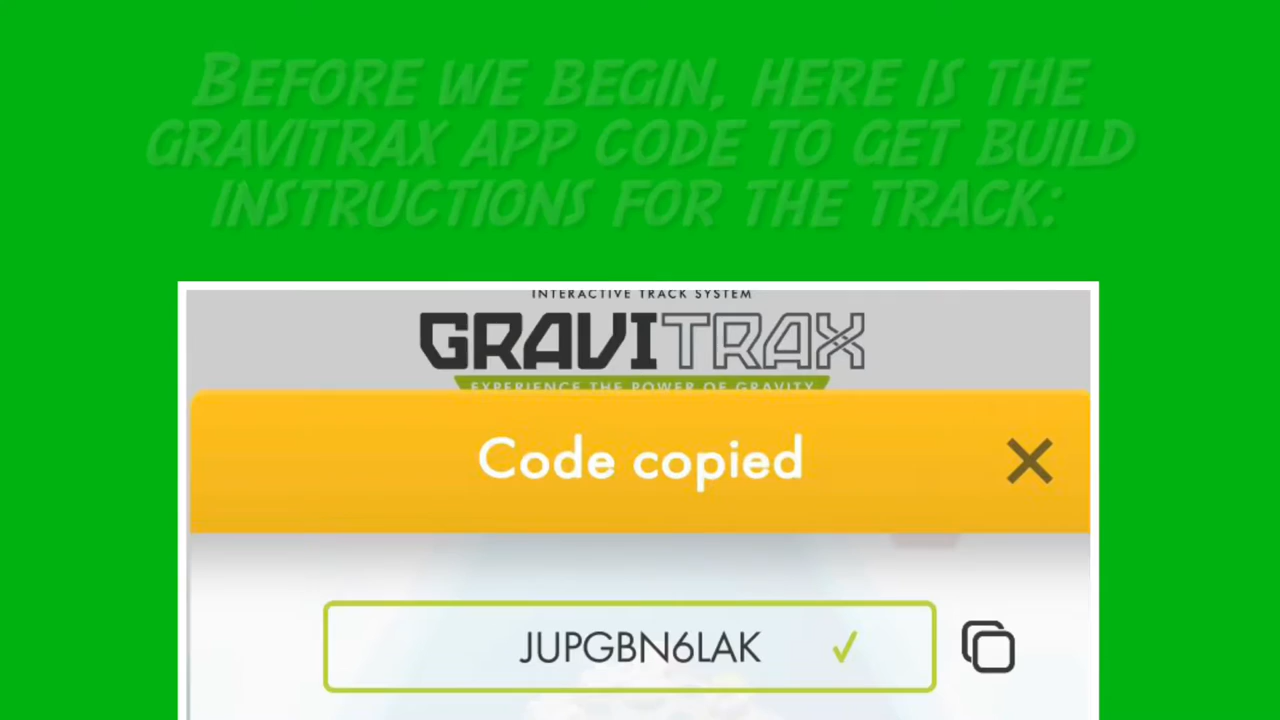 BEFORE WE BEGIN, HERE IS THE
GRAVITRAX APP CODE TO GET BUILD
INSTRUCTIONS FOR THE TRACK:
INTERACTIVE TRACK SYSTEM
GRAVITRAX
EXPERIENCE THE POWER OF GRAVITY
Code copied
JUPGBN6LAK